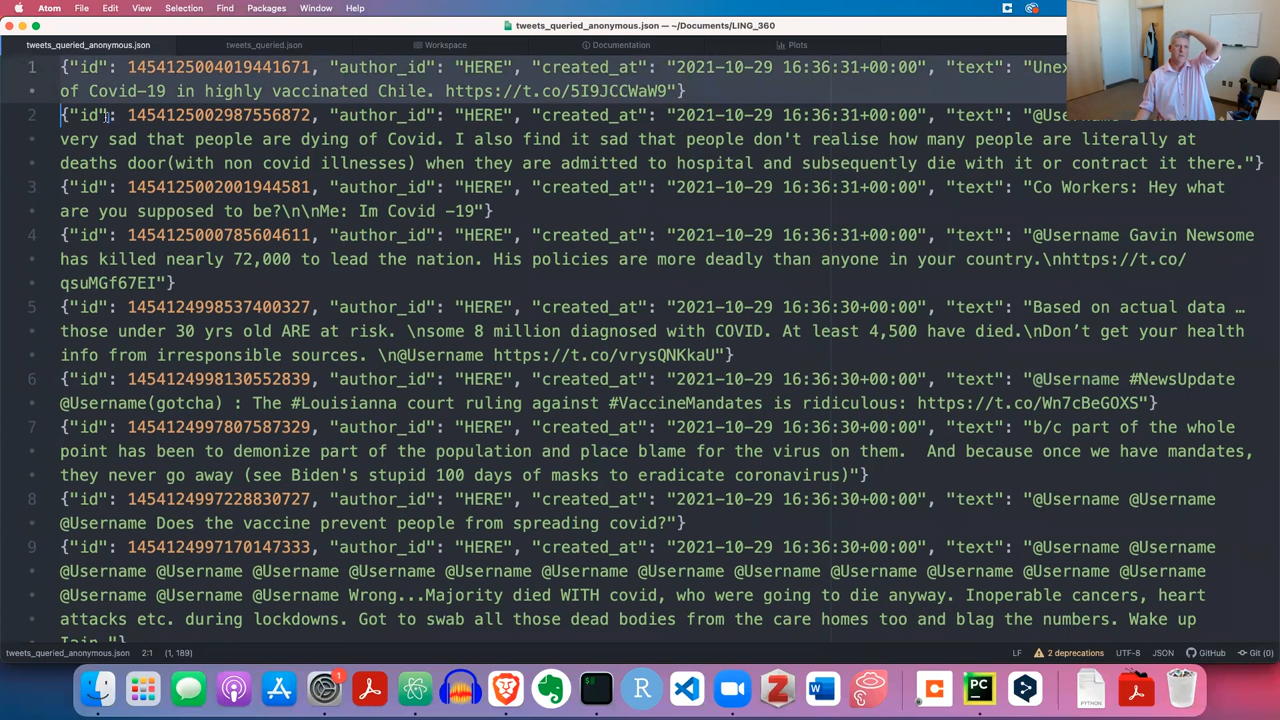 Atom File Edit View Selection Find Packages Window Help
tweets_queried_anonymous.json — ~/Documents/LING_360
tweets_queried_anonymous.json tweets_queried.json Workspace Documentation Plots
1 {"id": 1454125004019441671, "author_id": "HERE", "created_at": "2021-10-29 16:36:31+00:00", "text":
of Covid-19 in highly vaccinated Chile. https://t.co/5I9JCCWaW9"}
2 {"id": 1454125002987556872, "author_id": "HERE", "created_at": "2021-10-29 16:36:31+00:00", "text":
very sad that people are dying of Covid. I also find it sad that people don't realise how many people are literally at
deaths door(with non covid illnesses) when they are admitted to hospital and subsequently die with it or contract it there."}
3 {"id": 1454125002001944581, "author_id": "HERE", "created_at": "2021-10-29 16:36:31+00:00", "text": "Co Workers: Hey what
are you supposed to be?\n\nMe: Im Covid -19"}
4 {"id": 1454125000785604611, "author_id": "HERE", "created_at": "2021-10-29 16:36:31+00:00", "text": "@Username Gavin Newsome
has killed nearly 72,000 to lead the nation. His policies are more deadly than anyone in your country.\nhttps://t.co/
qsuMGf67EI"}
5 {"id": 1454124998537400327, "author_id": "HERE", "created_at": "2021-10-29 16:36:30+00:00", "text": "Based on actual data …
those under 30 yrs old ARE at risk. \nsome 8 million diagnosed with COVID. At least 4,500 have died.\nDon’t get your health
info from irresponsible sources. \n@Username https://t.co/vrysQNKkaU"}
6 {"id": 1454124998130552839, "author_id": "HERE", "created_at": "2021-10-29 16:36:30+00:00", "text": "@Username #NewsUpdate
@Username(gotcha) : The #Louisianna court ruling against #VaccineMandates is ridiculous: https://t.co/Wn7cBeGOXS"}
7 {"id": 1454124997807587329, "author_id": "HERE", "created_at": "2021-10-29 16:36:30+00:00", "text": "b/c part of the whole
point has been to demonize part of the population and place blame for the virus on them.  And because once we have mandates,
they never go away (see Biden's stupid 100 days of masks to eradicate coronavirus)"}
8 {"id": 1454124997228830727, "author_id": "HERE", "created_at": "2021-10-29 16:36:30+00:00", "text": "@Username @Username
@Username Does the vaccine prevent people from spreading covid?"}
9 {"id": 1454124997170147333, "author_id": "HERE", "created_at": "2021-10-29 16:36:30+00:00", "text": "@Username @Username
@Username @Username @Username @Username @Username @Username @Username @Username @Username @Username @Username
@Username @Username @Username Wrong...Majority died WITH covid, who were going to die anyway. Inoperable cancers, heart
attacks etc. during lockdowns. Got to swab all those dead bodies from the care homes too and blag the numbers. Wake up
Iain."}
tweets_queried_anonymous.json 2:1 (1, 189) LF 2 deprecations UTF-8 JSON GitHub Git (0)